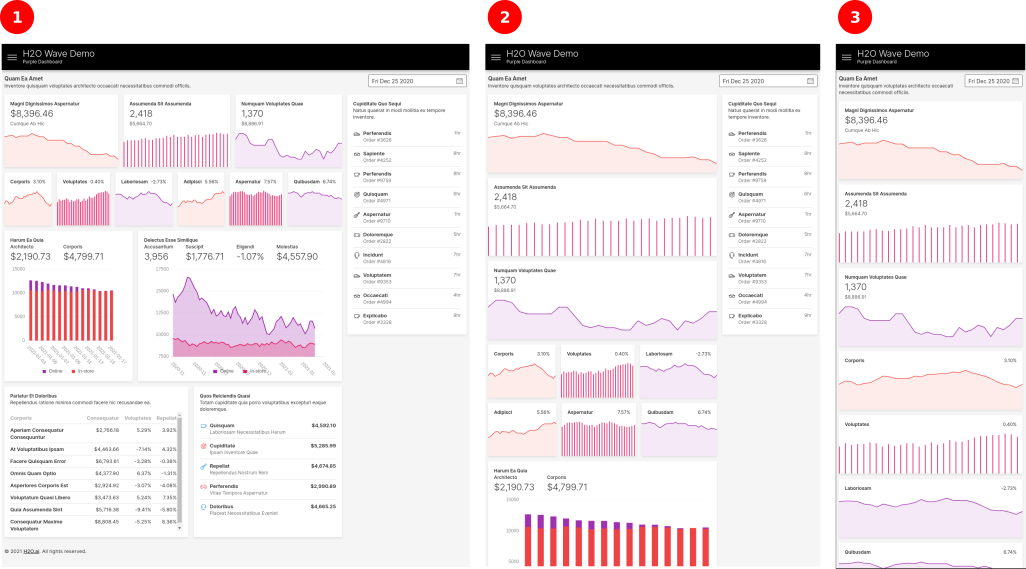 1
H2O Wave Demo
Purple Dashboard
Quam Ea Amet
Inventore quisquam voluptates architecto occaecati necessitatibus commodi officiis.
Fri Dec 25 2020
Magni Dignissimos Aspernatur
$8,396.46
Cumque Ab Hic
Assumenda Sit Assumenda
2,418
$5,664.70
Numquam Voluptates Quae
1,370
$8,886.91
Corporis 3.10%
Voluptates 0.40%
Laboriosam -2.73%
Adipisci 5.56%
Aspernatur 7.57%
Quibusdam 6.74%
Harum Ea Quia
Architecto
$2,190.73
Corporis
$4,799.71
15000
10000
5000
0
Online
In-store
Delectus Esse Similique
Accusantium
3,956
Suscipit
$1,776.71
Eligendi
-1.07%
Molestias
$4,557.90
17500
15000
12500
10000
7500
Online
In-store
Cupiditate Quo Sequi
Natus quaerat in modi mollitia ex tempore inventore.
Perferendis 1hr
Order #3626
Sapiente 6hr
Order #4252
Perferendis 8hr
Order #9759
Quisquam 4hr
Order #4971
Aspernatur 1hr
Order #9710
Doloremque 3hr
Order #2822
Incidunt 7hr
Order #4816
Voluptatem 7hr
Order #9353
Occaecati 4hr
Order #4994
Explicabo 9hr
Order #3328
Pariatur Et Doloribus
Repellendus ratione minima commodi facere hic recusandae ea.
Corporis Consequatur Voluptates Repellat
Aperiam Consequatur Consequuntur $2,766.18 5.29% 3.92%
At Voluptatibus Ipsam $4,463.66 -7.14% 4.32%
Facere Quisquam Error $6,793.61 -3.28% -0.38%
Omnis Quam Optio $4,377.90 6.37% -1.31%
Asperiores Corporis Est $2,924.92 -3.07% -4.08%
Voluptatum Quasi Libero $3,473.63 5.24% 7.35%
Quia Assumenda Sint $5,716.38 -9.41% -5.80%
Consequatur Maxime Voluptatem $8,808.45 -5.25% 8.36%
Quos Reiciendis Quasi
Totam cupiditate quia porro voluptatibus excepturi esque doloremque.
Quisquam $4,592.10
Laboriosam Necessitatibus Harum
Cupiditate $5,285.99
Ipsam Inventore Quae
Repellat $4,674.85
Repellendus Nostrum Rem
Perferendis $2,990.89
Vitae Tempora Aspernatur
Doloribus $4,665.25
Placeat Necessitatibus Eveniet
© 2021 H2O.ai. All rights reserved.
2
H2O Wave Demo
Purple Dashboard
Quam Ea Amet
Inventore quisquam voluptates architecto occaecati necessitatibus commodi officiis.
Fri Dec 25 2020
Magni Dignissimos Aspernatur
$8,396.46
Cumque Ab Hic
Assumenda Sit Assumenda
2,418
$5,664.70
Numquam Voluptates Quae
1,370
$8,886.91
Corporis 3.10%
Voluptates 0.40%
Laboriosam -2.73%
Adipisci 5.56%
Aspernatur 7.57%
Quibusdam 6.74%
Harum Ea Quia
Architecto
$2,190.73
Corporis
$4,799.71
15000
10000
5000
Cupiditate Quo Sequi
Natus quaerat in modi mollitia ex tempore inventore.
Perferendis 1hr
Order #3626
Sapiente 6hr
Order #4252
Perferendis 8hr
Order #9759
Quisquam 4hr
Order #4971
Aspernatur 1hr
Order #9710
Doloremque 3hr
Order #2822
Incidunt 7hr
Order #4816
Voluptatem 7hr
Order #9353
Occaecati 4hr
Order #4994
Explicabo 9hr
Order #3328
3
H2O Wave Demo
Purple Dashboard
Quam Ea Amet
Inventore quisquam voluptates architecto occaecati
necessitatibus commodi officiis.
Fri Dec 25 2020
Magni Dignissimos Aspernatur
$8,396.46
Cumque Ab Hic
Assumenda Sit Assumenda
2,418
$5,664.70
Numquam Voluptates Quae
1,370
$8,886.91
Corporis 3.10%
Voluptates 0.40%
Laboriosam -2.73%
Quibusdam 6.74%